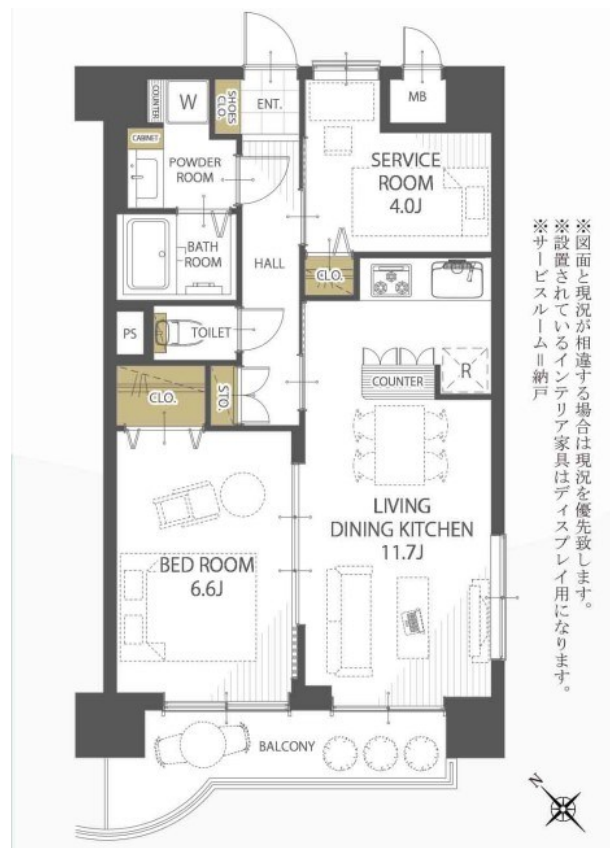 COUNTER
W
SHOES
CLO.
ENT.
MB
CABINET
POWDER
ROOM
SERVICE
ROOM
4.0J
BATH
ROOM
HALL
CLO.
PS
TOILET
R
COUNTER
CLO.
STO.
LIVING
DINING KITCHEN
11.7J
BED ROOM
6.6J
BALCONY
N
※図面と現況が相違する場合は現況を優先致します。
※設置されているインテリア家具はディスプレイ用になります。
※サービスルーム=納戸